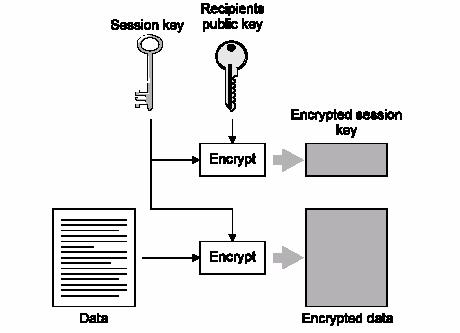 Session key
Recipients
public key
Encrypted session
key
Encrypt
Encrypt
Data
Encrypted data